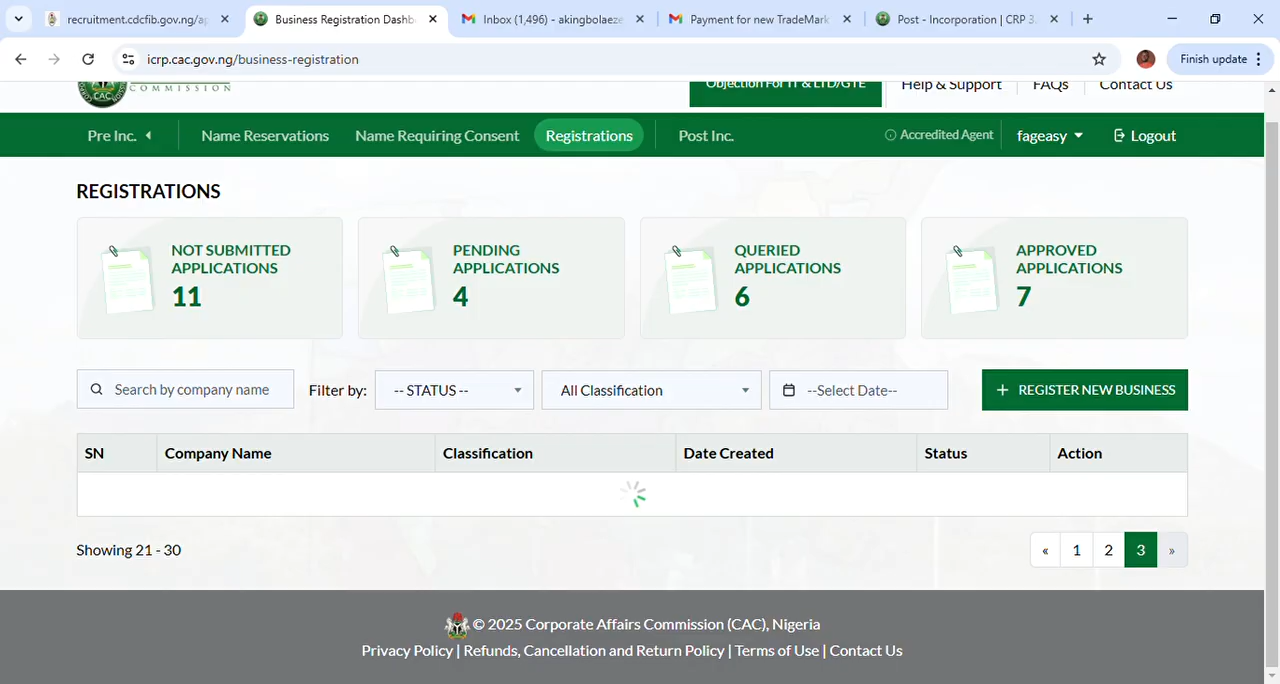 recruitment.cdcfib.gov.ng/ap
Business Registration Dashb
Inbox (1,496) - akingbolaeze
Payment for new TradeMark
Post - Incorporation | CRP 3.
icrp.cac.gov.ng/business-registration
Finish update
CAC
COMMISSION
Objection For IT & LTD/GTE
Help & Support
FAQs
Contact Us
Pre Inc.
Name Reservations
Name Requiring Consent
Registrations
Post Inc.
Accredited Agent
fageasy
Logout
REGISTRATIONS
NOT SUBMITTED
APPLICATIONS
11
PENDING
APPLICATIONS
4
QUERIED
APPLICATIONS
6
APPROVED
APPLICATIONS
7
Search by company name
Filter by:
-- STATUS --
All Classification
--Select Date--
+ REGISTER NEW BUSINESS
SN
Company Name
Classification
Date Created
Status
Action
Showing 21 - 30
« 1 2 3 »
© 2025 Corporate Affairs Commission (CAC), Nigeria
Privacy Policy | Refunds, Cancellation and Return Policy | Terms of Use | Contact Us